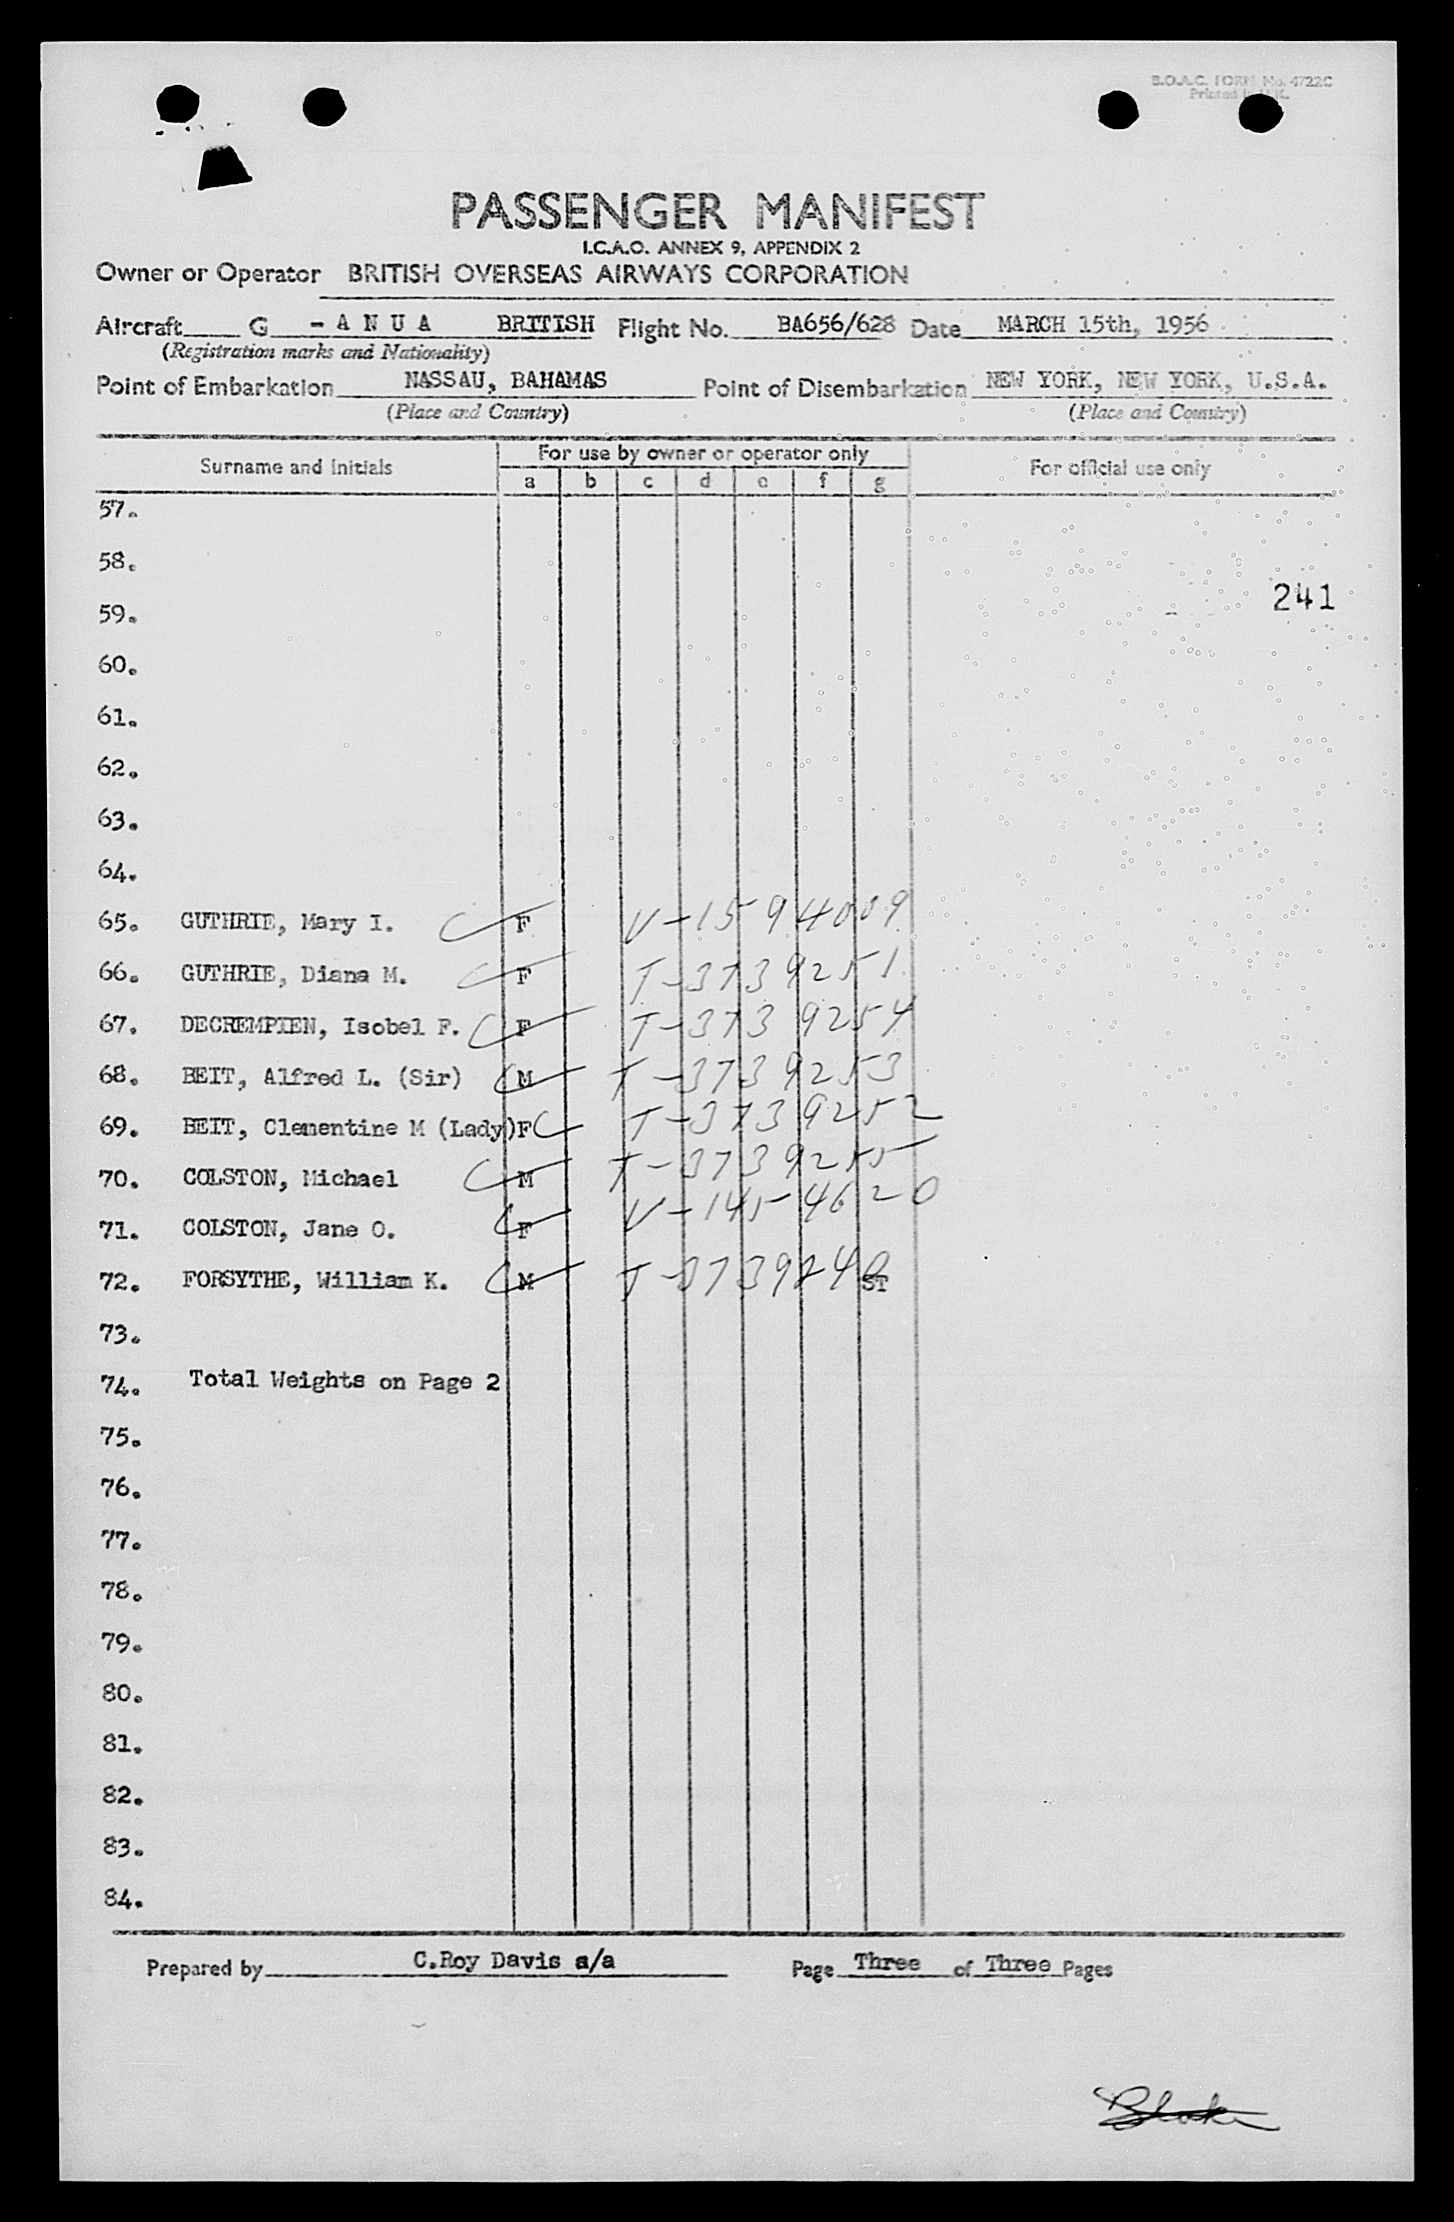 B.O.A.C. FORM No. 4722C
Printed in U.K.
PASSENGER MANIFEST
I.C.A.O. ANNEX 9, APPENDIX 2
Owner or Operator BRITISH OVERSEAS AIRWAYS CORPORATION
Aircraft G - A N U A BRITISH Flight No. BA656/628 Date MARCH 15th, 1956
(Registration marks and Nationality)
Point of Embarkation NASSAU, BAHAMAS Point of Disembarkation NEW YORK, NEW YORK, U.S.A.
(Place and Country) (Place and Country)
Surname and initials For use by owner or operator only For official use only
a b c d e f g
57.
58.
241
59.
60.
61.
62.
63.
64.
65. GUTHRIE, Mary I. F V-1594009
66. GUTHRIE, Diana M. F T-3739251
67. DECREMPIEN, Isobel F. F T-3739254
68. BEIT, Alfred L. (Sir) M T-3739253
69. BEIT, Clementine M (Lady) F T-3739252
70. COLSTON, Michael M T-3739255
71. COLSTON, Jane O. F V-1454620
72. FORSYTHE, William K. M T-3739240 ST
73.
74. Total Weights on Page 2
75.
76.
77.
78.
79.
80.
81.
82.
83.
84.
Prepared by C.Roy Davis a/a Page Three of Three Pages